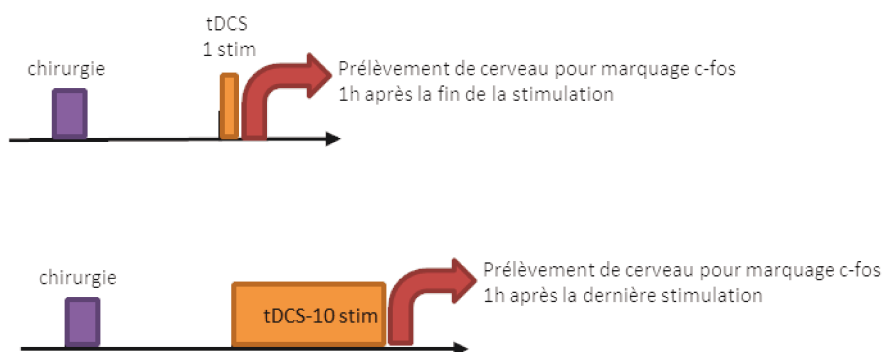 tDCS
1 stim
chirurgie
Prélèvement de cerveau pour marquage c-fos
1h après la fin de la stimulation
chirurgie
Prélèvement de cerveau pour marquage c-fos
1h après la dernière stimulation
tDCS-10 stim